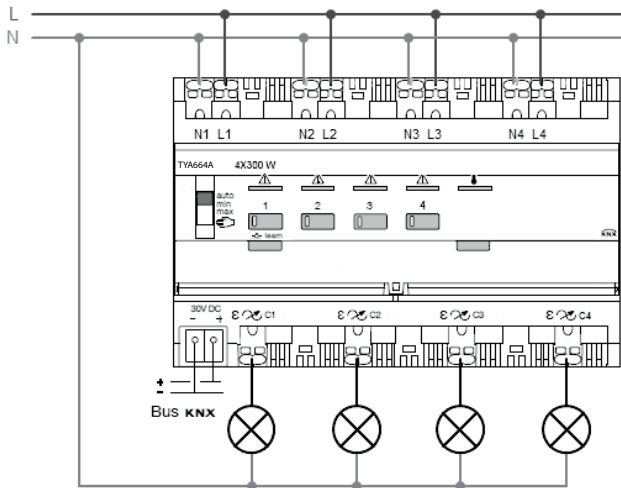 L
N
N1 L1 N2 L2 N3 L3 N4 L4
TYA664A 4X300 W
auto
min
max
1 2 3 4
learn
KNX
30V DC
- +
C1 C2 C3 C4
+
-
Bus KNX